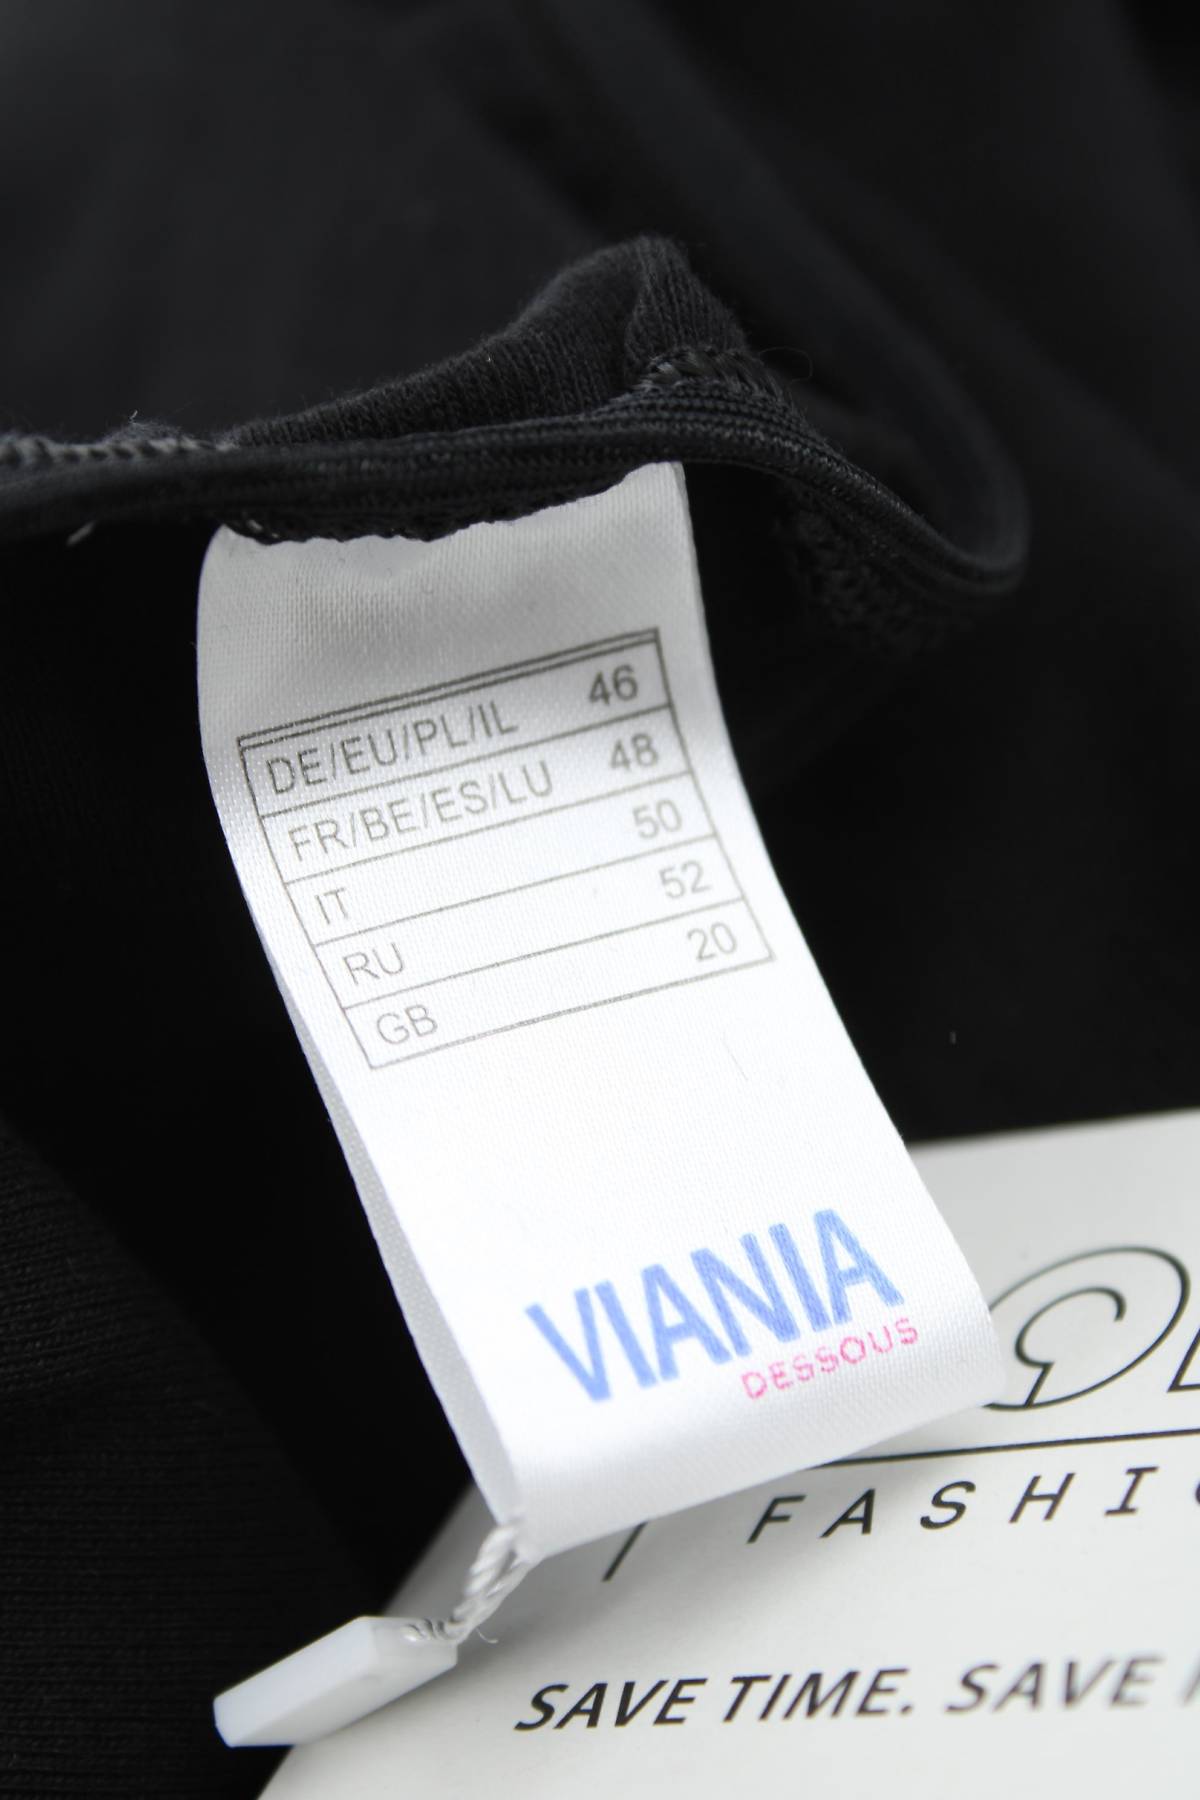 DE/EU/PL/IL 46
FR/BE/ES/LU 48
IT 50
RU 52
GB 20
VIANIA
DESSOUS
SAVE TIME. SAVE